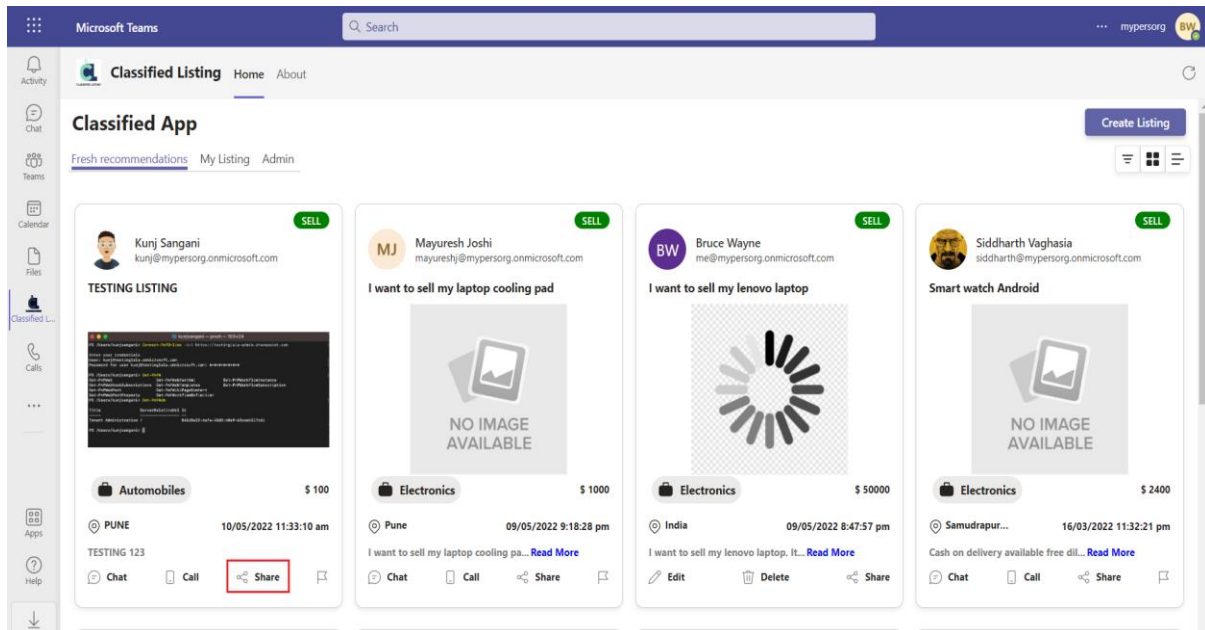 Microsoft Teams
Search
mypersorg
BW
Activity
Chat
Teams
Calendar
Files
Classified L...
Calls
Apps
Help
Classified Listing Home About
Classified App
Create Listing
Fresh recommendations My Listing Admin
SELL
Kunj Sangani
kunj@mypersorg.onmicrosoft.com
TESTING LISTING
Automobiles $ 100
PUNE 10/05/2022 11:33:10 am
TESTING 123
Chat Call Share
SELL
MJ
Mayuresh Joshi
mayureshj@mypersorg.onmicrosoft.com
I want to sell my laptop cooling pad
NO IMAGE
AVAILABLE
Electronics $ 1000
Pune 09/05/2022 9:18:28 pm
I want to sell my laptop cooling pa... Read More
Chat Call Share
SELL
BW
Bruce Wayne
me@mypersorg.onmicrosoft.com
I want to sell my lenovo laptop
Electronics $ 50000
India 09/05/2022 8:47:57 pm
I want to sell my lenovo laptop. It... Read More
Edit Delete Share
SELL
Siddharth Vaghasia
siddharth@mypersorg.onmicrosoft.com
Smart watch Android
NO IMAGE
AVAILABLE
Electronics $ 2400
Samudrapur... 16/03/2022 11:32:21 pm
Cash on delivery available free dil... Read More
Chat Call Share